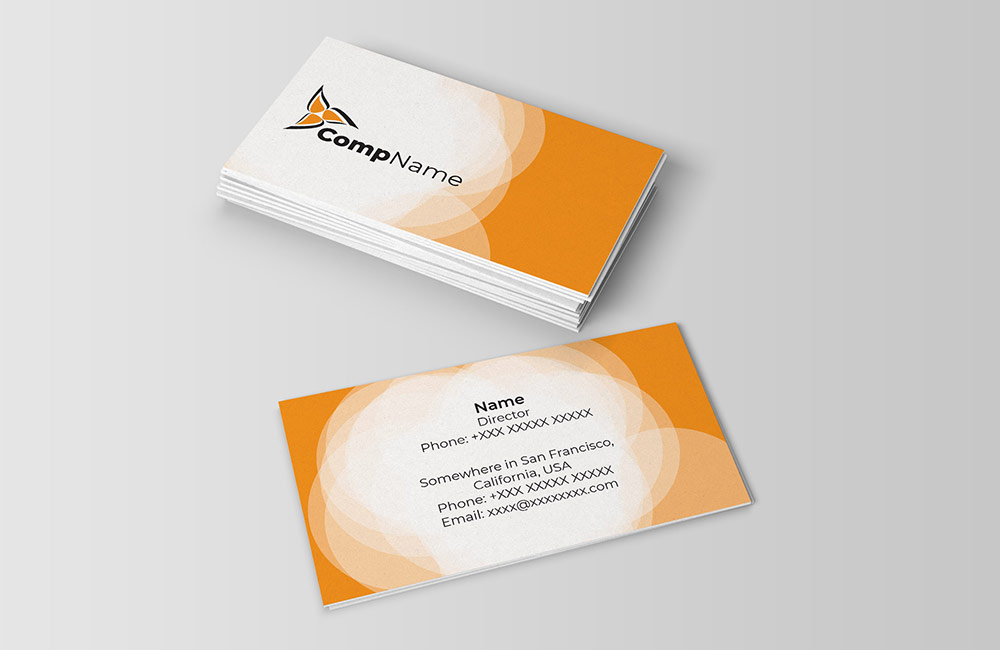 CompName
Name
Director
Phone: +XXX XXXXX XXXXX
Somewhere in San Francisco,
California, USA
Phone: +XXX XXXXX XXXXX
Email: xxxx@xxxxxxxx.com